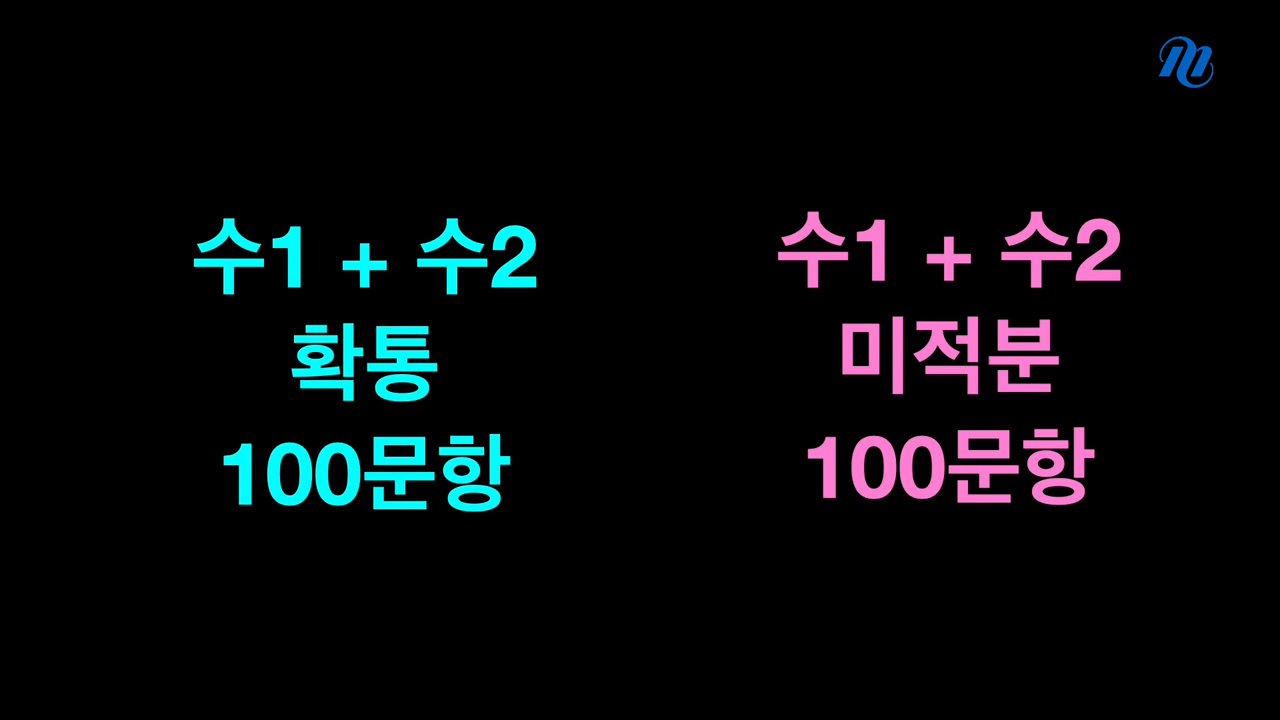 수1 + 수2
확통
100문항
수1 + 수2
미적분
100문항